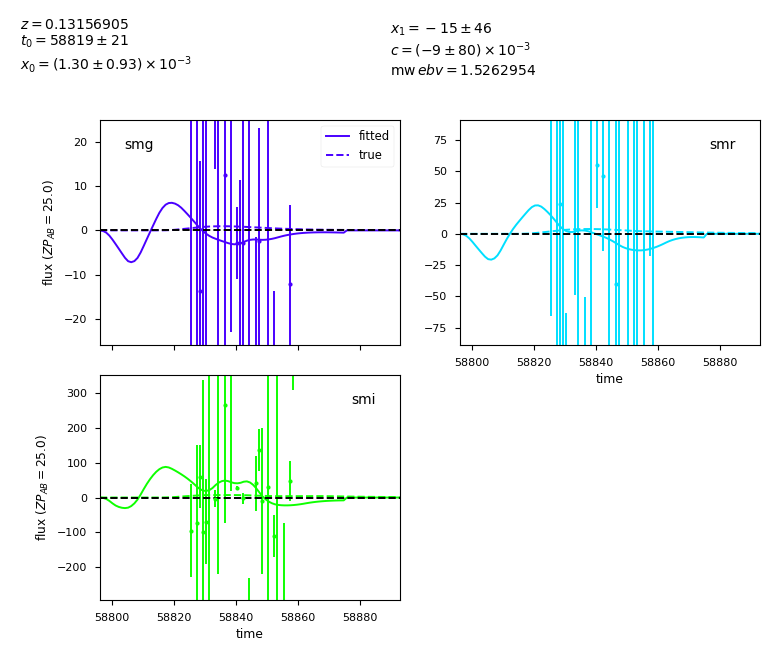 z = 0.13156905
t₀ = 58819 ± 21
x₀ = (1.30 ± 0.93) × 10⁻³
x₁ = −15 ± 46
c = (−9 ± 80) × 10⁻³
mw ebv = 1.5262954
smg
fitted
true
20
10
0
−10
−20
flux (ZP_AB = 25.0)
smr
75
50
25
0
−25
−50
−75
58800 58820 58840 58860 58880
time
smi
300
200
100
0
−100
−200
flux (ZP_AB = 25.0)
58800 58820 58840 58860 58880
time